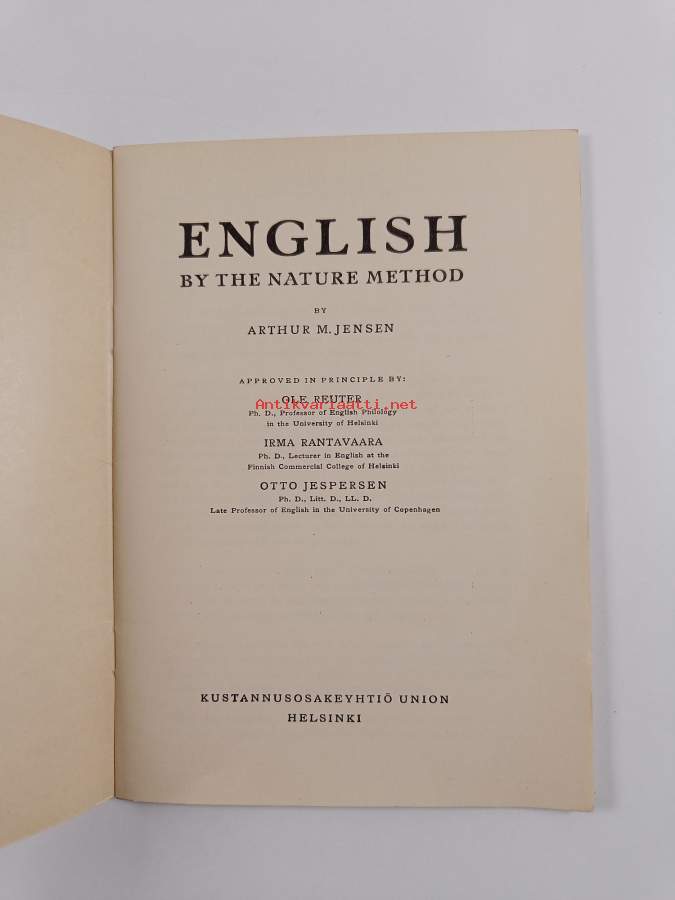 ENGLISH
BY THE NATURE METHOD
BY
ARTHUR M. JENSEN
APPROVED IN PRINCIPLE BY:
OLE REUTER
Antikvariaatti.net
Ph. D., Professor of English Philology
in the University of Helsinki
IRMA RANTAVAARA
Ph. D., Lecturer in English at the
Finnish Commercial College of Helsinki
OTTO JESPERSEN
Ph. D., Litt. D., LL. D.
Late Professor of English in the University of Copenhagen
KUSTANNUSOSAKEYHTIÖ UNION
HELSINKI